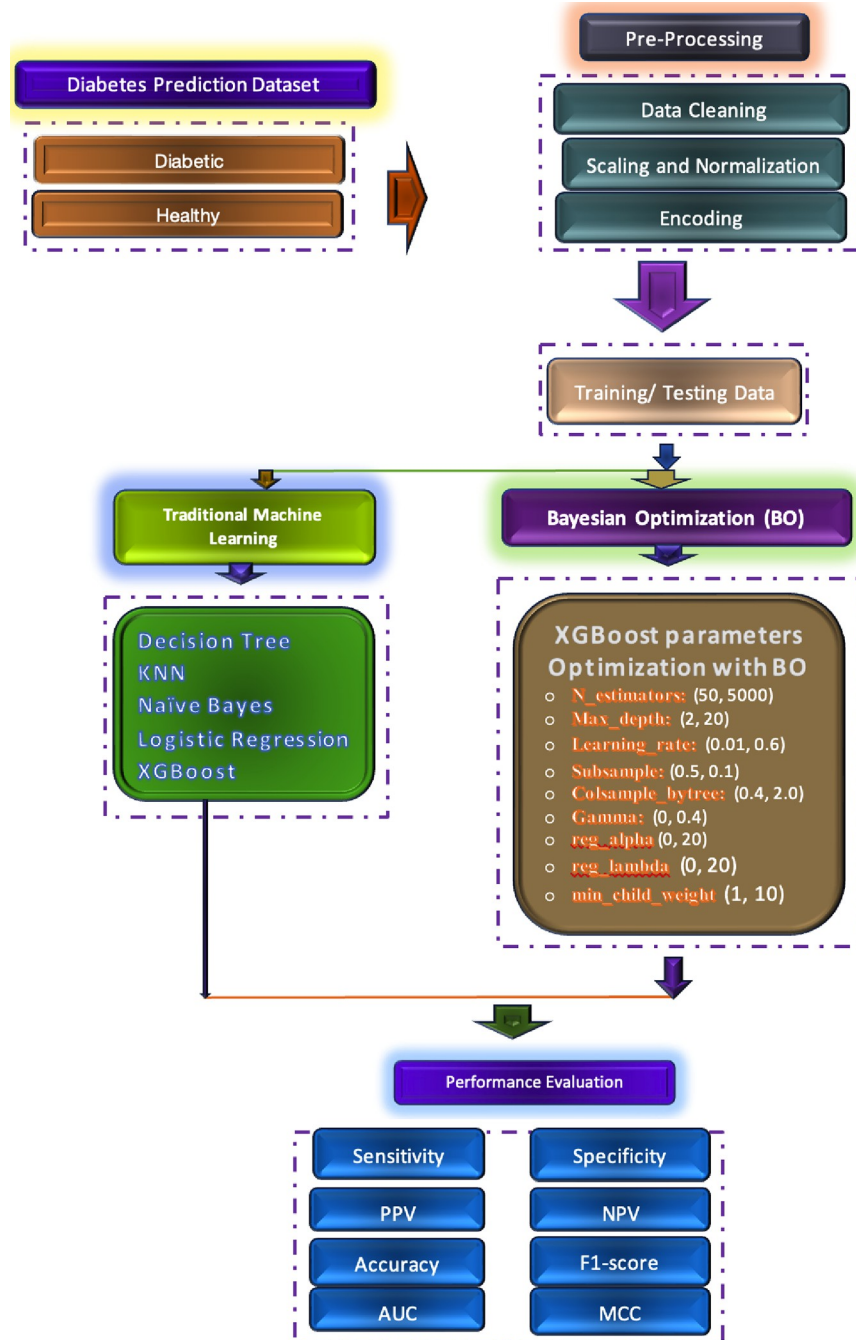 Diabetes Prediction Dataset
Diabetic
Healthy
Pre-Processing
Data Cleaning
Scaling and Normalization
Encoding
Training/ Testing Data
Traditional Machine
Learning
Decision Tree
KNN
Naïve Bayes
Logistic Regression
XGBoost
Bayesian Optimization (BO)
XGBoost parameters
Optimization with BO
o N_estimators: (50, 5000)
o Max_depth: (2, 20)
o Learning_rate: (0.01, 0.6)
o Subsample: (0.5, 0.1)
o Colsample_bytree: (0.4, 2.0)
o Gamma: (0, 0.4)
o reg_alpha (0, 20)
o reg_lambda (0, 20)
o min_child_weight (1, 10)
Performance Evaluation
Sensitivity
Specificity
PPV
NPV
Accuracy
F1-score
AUC
MCC